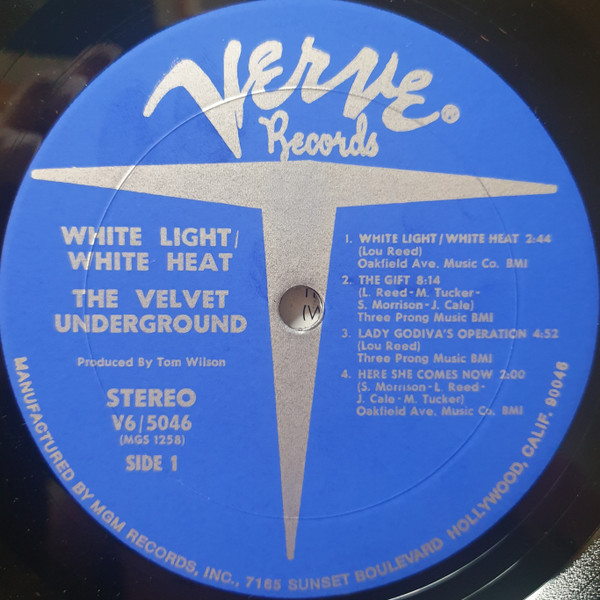 Verve®
Records
WHITE LIGHT/
WHITE HEAT
THE VELVET
UNDERGROUND
Produced By Tom Wilson
STEREO
V6/5046
(MGS 1258)
SIDE 1
1. WHITE LIGHT/WHITE HEAT 2:44
(Lou Reed)
Oakfield Ave. Music Co. BMI
2. THE GIFT 8:14
(L. Reed-M. Tucker-
S. Morrison-J. Cale)
Three Prong Music BMI
3. LADY GODIVA'S OPERATION 4:52
(Lou Reed)
Three Prong Music BMI
4. HERE SHE COMES NOW 2:00
(S. Morrison-L. Reed-
J. Cale-M. Tucker)
Oakfield Ave. Music Co. BMI
MANUFACTURED BY MGM RECORDS, INC., 7165 SUNSET BOULEVARD HOLLYWOOD, CALIF. 90046